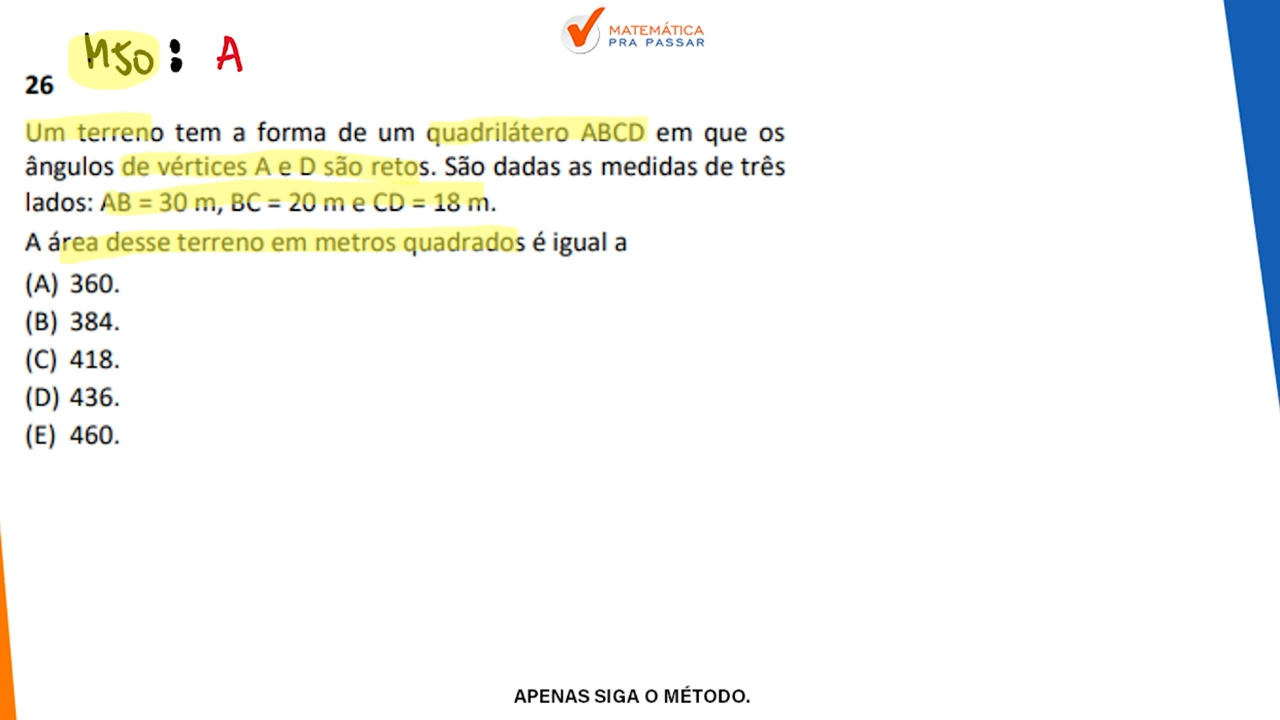 MATEMÁTICA
PRA PASSAR
M50: A
26
Um terreno tem a forma de um quadrilátero ABCD em que os
ângulos de vértices A e D são retos. São dadas as medidas de três
lados: AB = 30 m, BC = 20 m e CD = 18 m.
A área desse terreno em metros quadrados é igual a
(A) 360.
(B) 384.
(C) 418.
(D) 436.
(E) 460.
APENAS SIGA O MÉTODO.